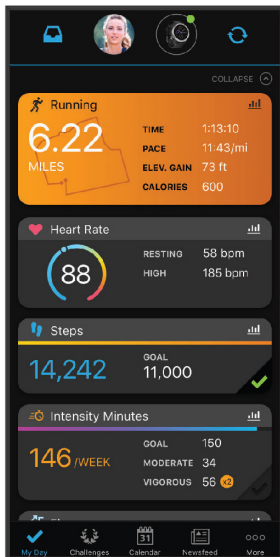 COLLAPSE
Running
6.22
MILES
TIME 1:13:10
PACE 11:43/mi
ELEV. GAIN 73 ft
CALORIES 600
Heart Rate
88
RESTING 58 bpm
HIGH 185 bpm
Steps
14,242
GOAL
11,000
Intensity Minutes
146 /WEEK
GOAL 150
MODERATE 34
VIGOROUS 56 x2
My Day Challenges 31 Calendar Newsfeed More